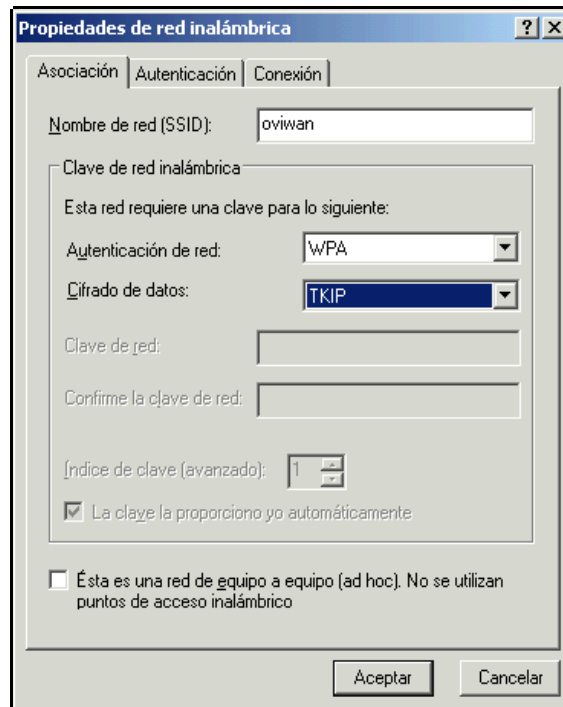 Propiedades de red inalámbrica
Asociación Autenticación Conexión
Nombre de red (SSID): oviwan
Clave de red inalámbrica
Esta red requiere una clave para lo siguiente:
Autenticación de red: WPA
Cifrado de datos: TKIP
Clave de red:
Confirme la clave de red:
Índice de clave (avanzado): 1
La clave la proporciono yo automáticamente
Ésta es una red de equipo a equipo (ad hoc). No se utilizan
puntos de acceso inalámbrico
Aceptar Cancelar